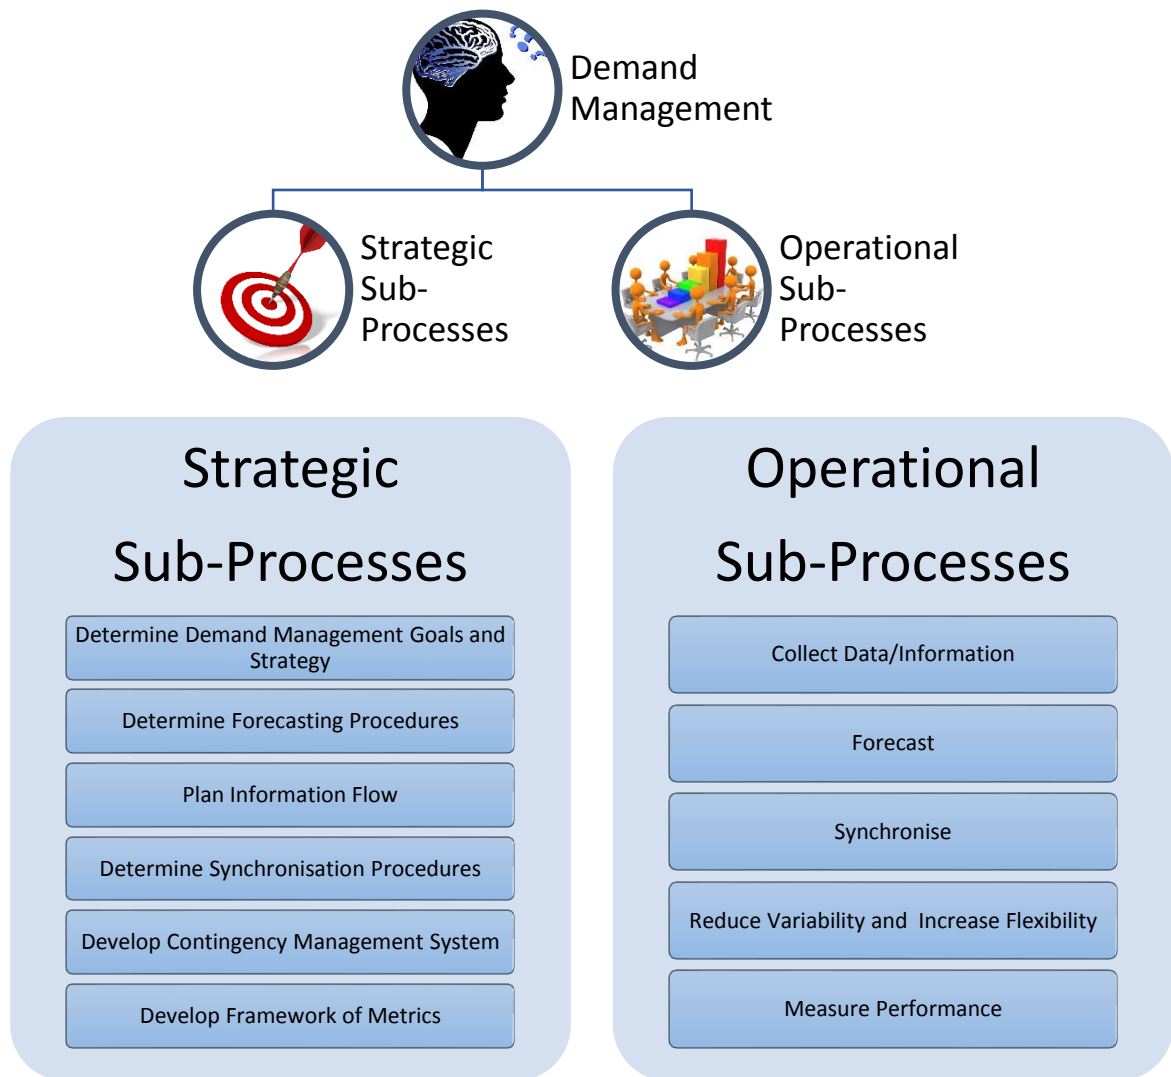 Demand
Management
Strategic
Sub-
Processes
Operational
Sub-
Processes
Strategic
Sub-Processes
Determine Demand Management Goals and
Strategy
Determine Forecasting Procedures
Plan Information Flow
Determine Synchronisation Procedures
Develop Contingency Management System
Develop Framework of Metrics
Operational
Sub-Processes
Collect Data/Information
Forecast
Synchronise
Reduce Variability and  Increase Flexibility
Measure Performance